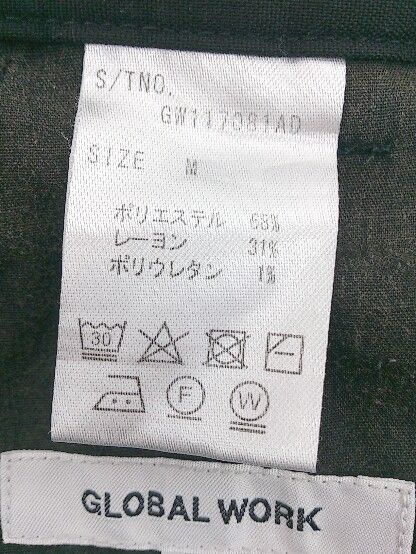 S/TNO.
GW117081AD
SIZE M
ポリエステル 68%
レーヨン 31%
ポリウレタン 1%
30
F
W
GLOBAL WORK